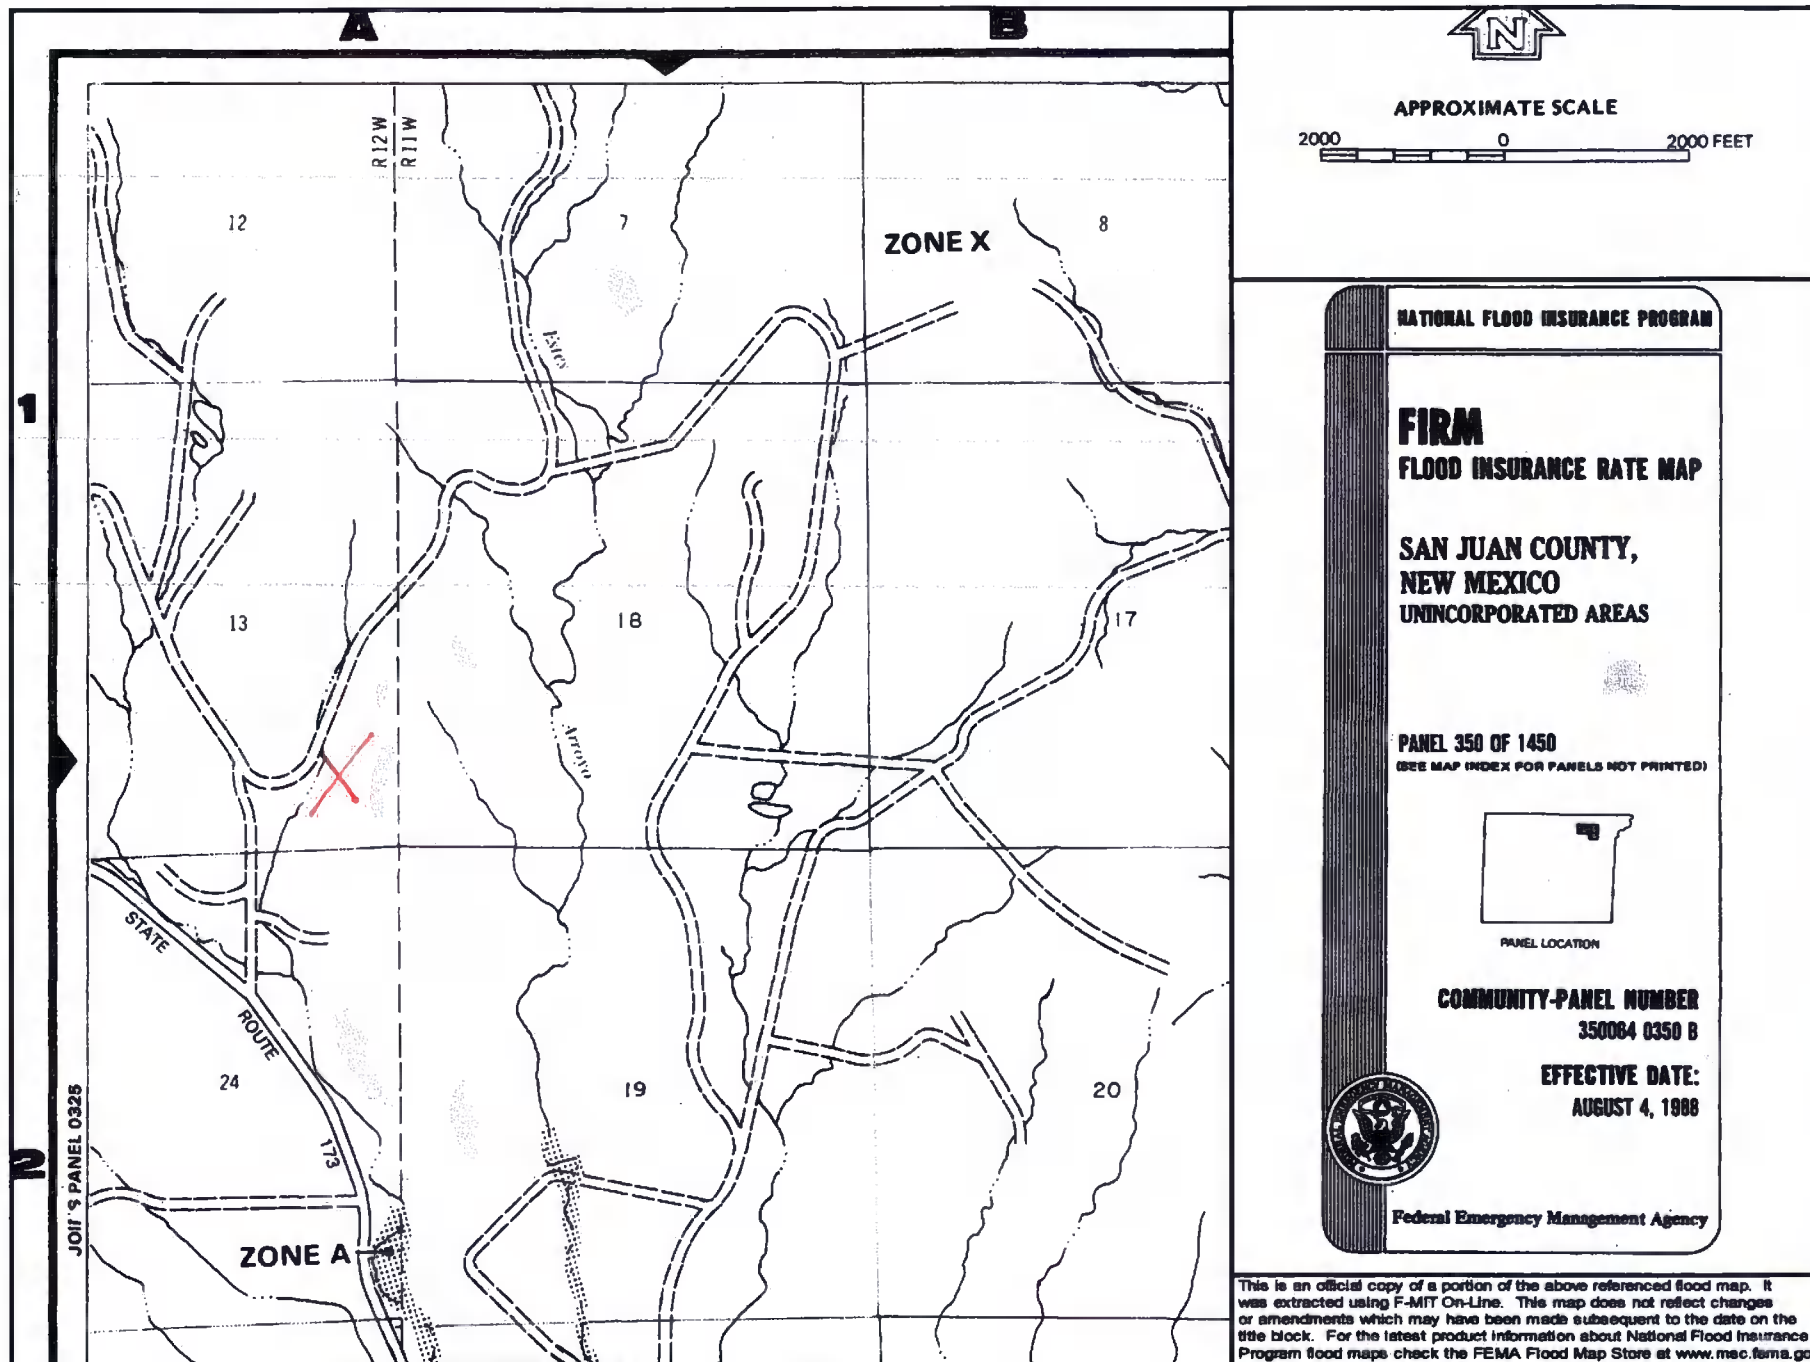 A
B
N
APPROXIMATE SCALE
2000 0 2000 FEET
R12W
R11W
12
7
8
ZONE X
Estes
1
13
18
17
Arroyo
STATE
ROUTE
173
24
19
20
2
ZONE A
PANEL 0325
NATIONAL FLOOD INSURANCE PROGRAM
FIRM
FLOOD INSURANCE RATE MAP
SAN JUAN COUNTY,
NEW MEXICO
UNINCORPORATED AREAS
PANEL 350 OF 1450
(SEE MAP INDEX FOR PANELS NOT PRINTED)
PANEL LOCATION
COMMUNITY-PANEL NUMBER
350064 0350 B
EFFECTIVE DATE:
AUGUST 4, 1988
Federal Emergency Management Agency
This is an official copy of a portion of the above referenced flood map. It
was extracted using F-MIT On-Line. This map does not reflect changes
or amendments which may have been made subsequent to the date on the
title block. For the latest product information about National Flood Insurance
Program flood maps check the FEMA Flood Map Store at www.msc.fema.go